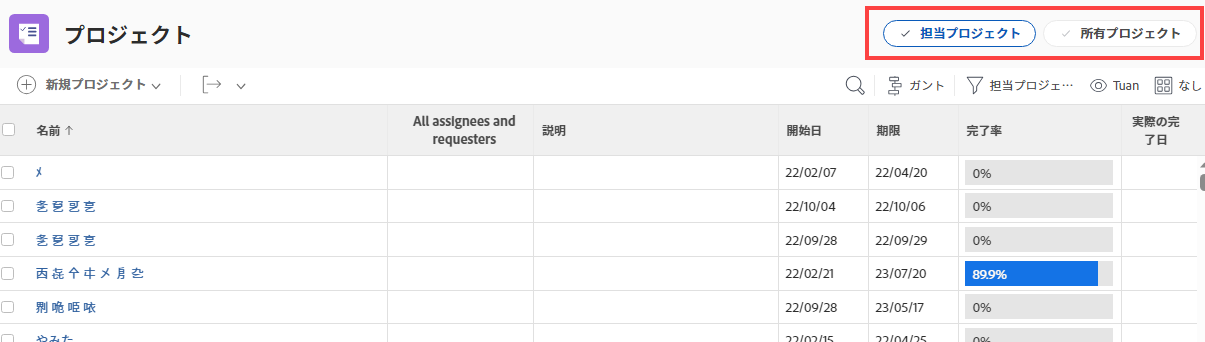 プロジェクト
担当プロジェクト 所有プロジェクト
新規プロジェクト ガント 担当プロジェ… Tuan なし
名前 All assignees and requesters 説明 開始日 期限 完了率 実際の完了日
〆 22/02/07 22/04/20 0%
22/10/04 22/10/06 0%
22/09/28 22/09/29 0%
22/02/21 23/07/20 89.9%
22/09/28 23/05/17 0%
やみた 22/02/15 22/04/25 0%